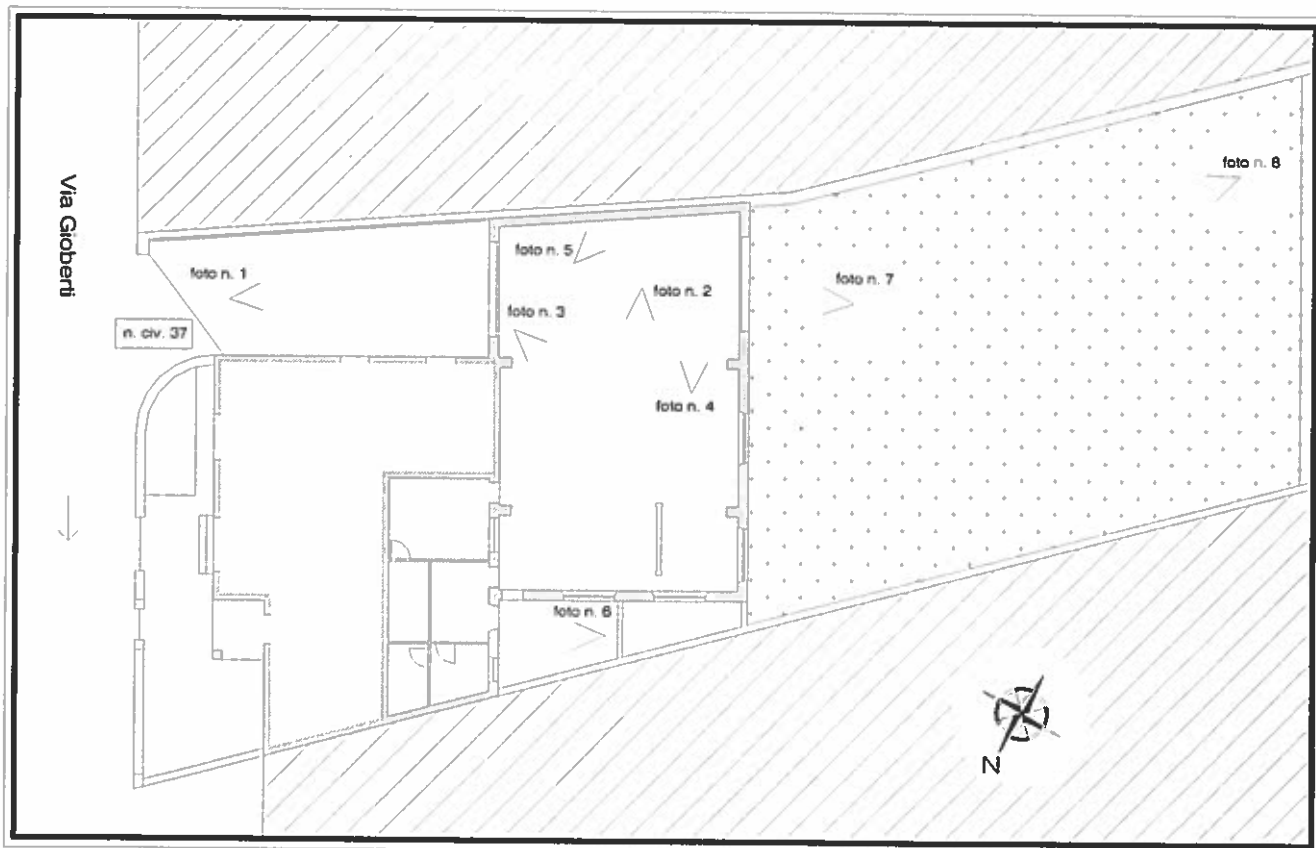 Via Gioberti
foto n. 8
foto n. 5
foto n. 1
foto n. 7
foto n. 2
foto n. 3
n. civ. 37
foto n. 4
foto n. 6
N